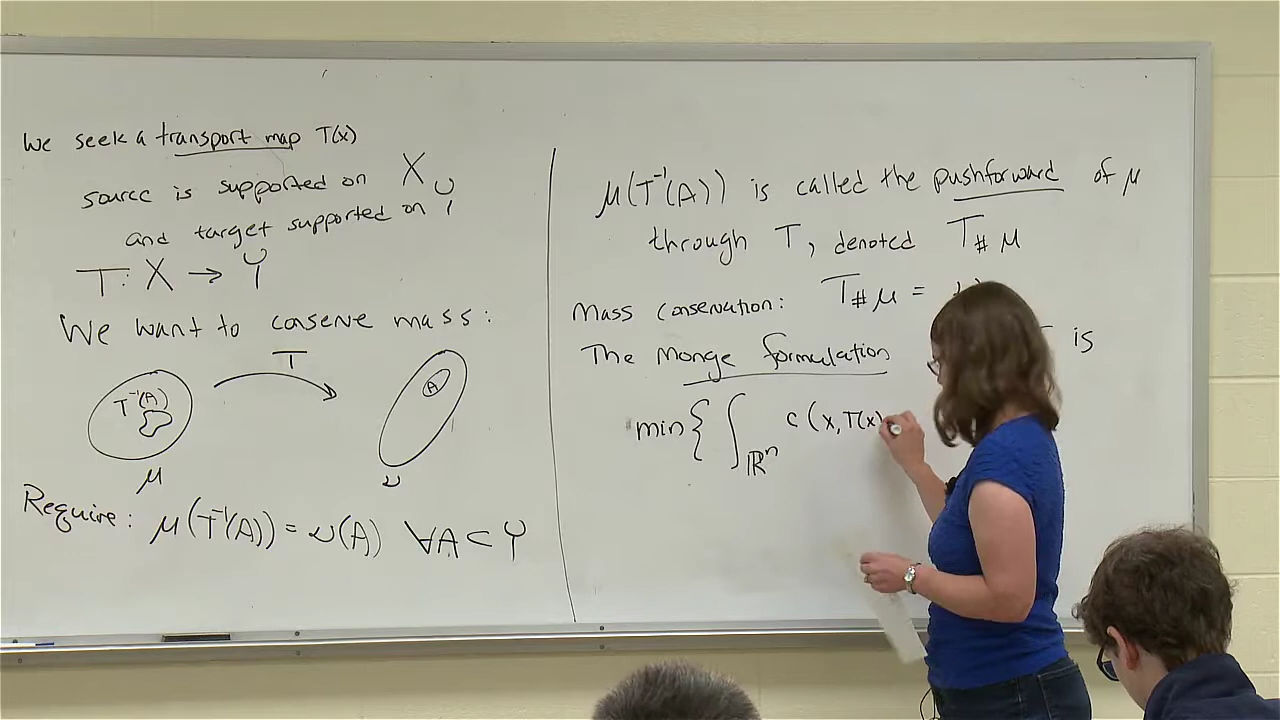 We seek a transport map T(x)
source is supported on X
and target supported on Y
T: X → Y
We want to conserve mass:
T
T⁻¹(A)
A
μ
ν
Require: μ(T⁻¹(A)) = ν(A) ∀A ⊂ Y
μ(T⁻¹(A)) is called the pushforward of μ
through T, denoted T#μ
Mass conservation: T#μ =
The Monge formulation is
min{ ∫_ℝⁿ c(x,T(x)